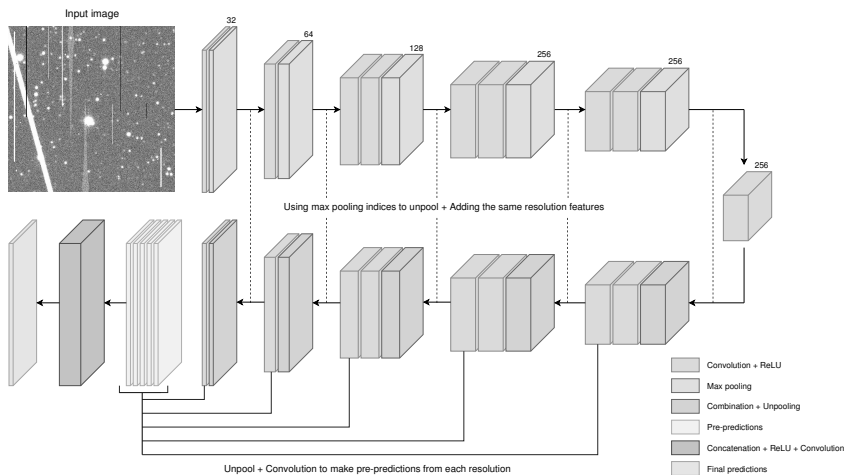 Input image
32
64
128
256
256
256
Using max pooling indices to unpool + Adding the same resolution features
Convolution + ReLU
Max pooling
Combination + Unpooling
Pre-predictions
Concatenation + ReLU + Convolution
Final predictions
Unpool + Convolution to make pre-predictions from each resolution